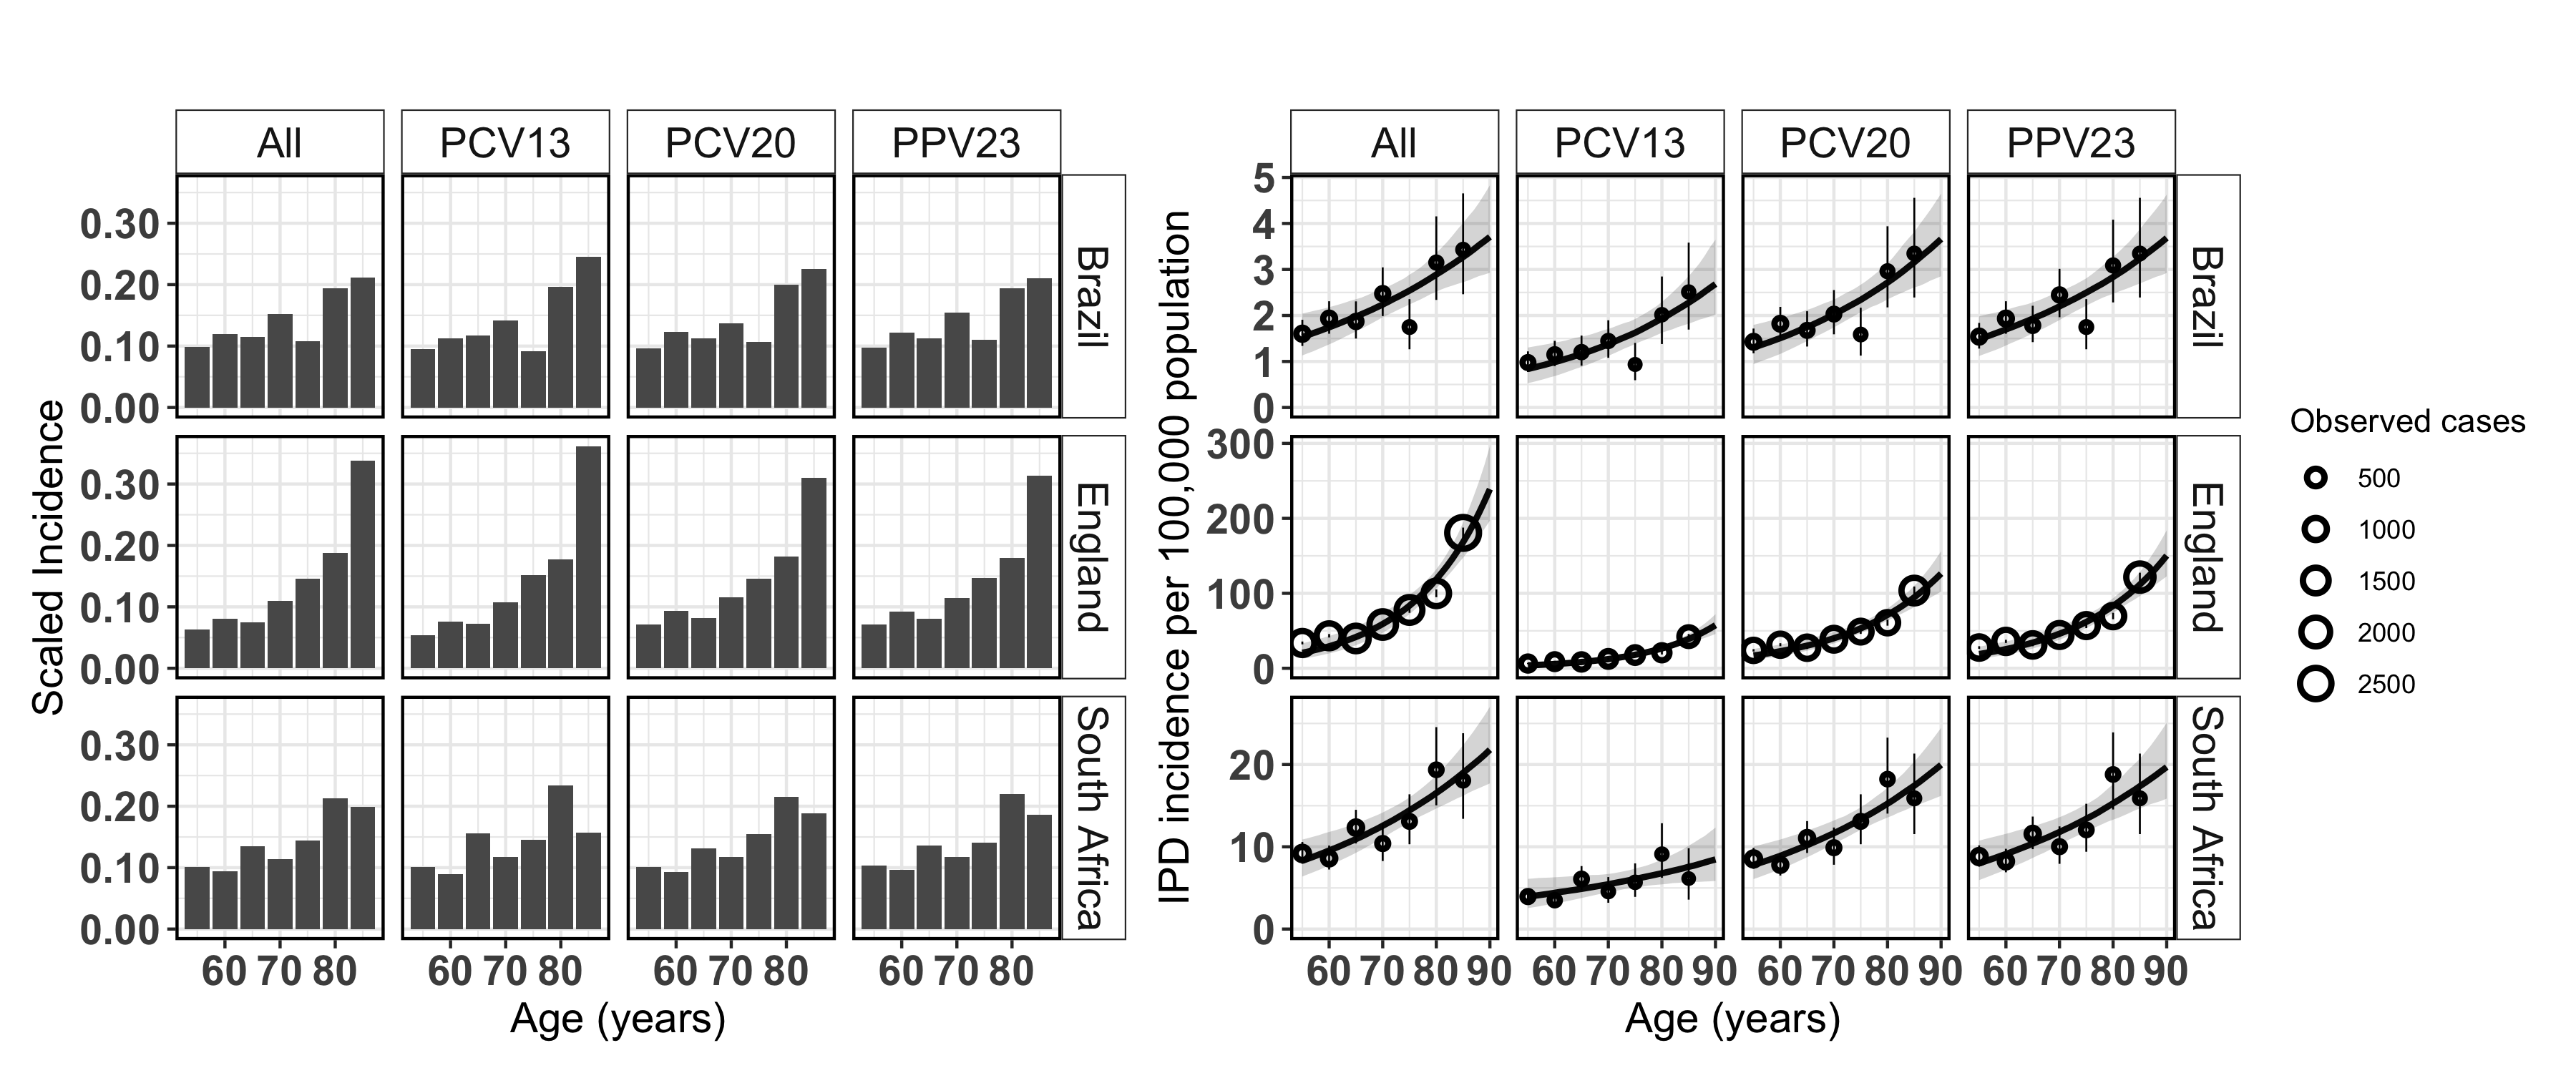 All PCV13 PCV20 PPV23
Scaled Incidence
0.30
0.20
0.10
0.00
Brazil
0.30
0.20
0.10
0.00
England
0.30
0.20
0.10
0.00
South Africa
60 70 80 60 70 80 60 70 80 60 70 80
Age (years)
All PCV13 PCV20 PPV23
IPD incidence per 100,000 population
5
4
3
2
1
0
Brazil
300
200
100
0
England
20
10
0
South Africa
60 70 80 90 60 70 80 90 60 70 80 90 60 70 80 90
Age (years)
Observed cases
500
1000
1500
2000
2500